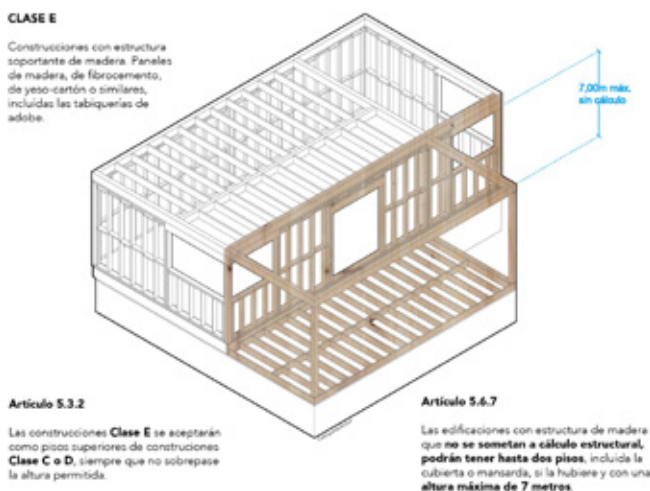 CLASE E
Construcciones con estructura
soportante de madera. Paneles
de madera, de fibrocemento,
de yeso-cartón o similares,
incluidas las tabiquerías de
adobe.
7,00m máx.
sin cálculo
Artículo 5.3.2
Las construcciones Clase E se aceptarán
como pisos superiores de construciones
Clase C o D, siempre que no sobrepase
la altura permitida.
Artículo 5.6.7
Las edificaciones con estructura de madera
que no se sometan a cálculo estructural,
podrán tener hasta dos pisos, incluida la
cubierta o mansarda, si la hubiere y con una
altura máxima de 7 metros.